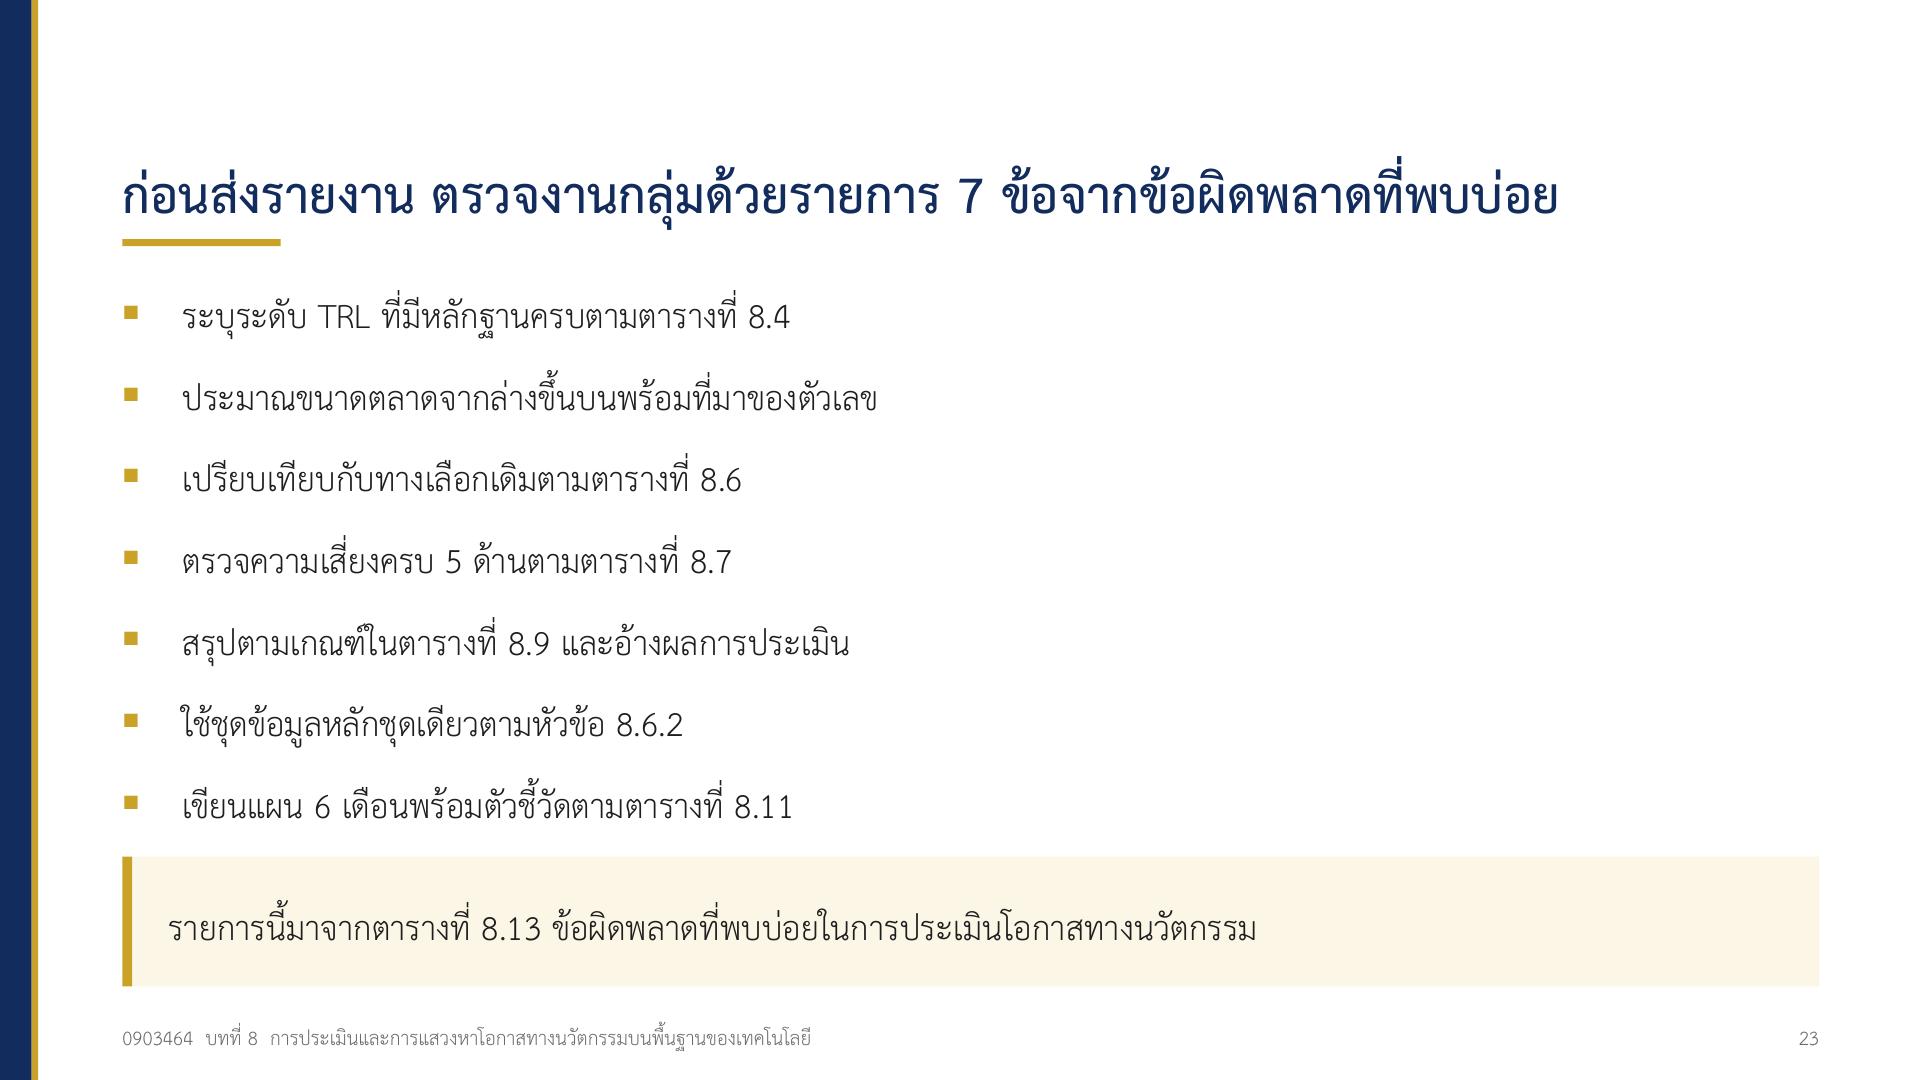 ก่อนส่งรายงาน ตรวจงานกลุ่มด้วยรายการ 7 ข้อจากข้อผิดพลาดที่พบบ่อย
ระบุระดับ TRL ที่มีหลักฐานครบตามตารางที่ 8.4
ประมาณขนาดตลาดจากล่างขึ้นบนพร้อมที่มาของตัวเลข
เปรียบเทียบกับทางเลือกเดิมตามตารางที่ 8.6
ตรวจความเสี่ยงครบ 5 ด้านตามตารางที่ 8.7
สรุปตามเกณฑ์ในตารางที่ 8.9 และอ้างผลการประเมิน
ใช้ชุดข้อมูลหลักชุดเดียวตามหัวข้อ 8.6.2
เขียนแผน 6 เดือนพร้อมตัวชี้วัดตามตารางที่ 8.11
รายการนี้มาจากตารางที่ 8.13 ข้อผิดพลาดที่พบบ่อยในการประเมินโอกาสทางนวัตกรรม
0903464 บทที่ 8 การประเมินและการแสวงหาโอกาสทางนวัตกรรมบนพื้นฐานของเทคโนโลยี
23